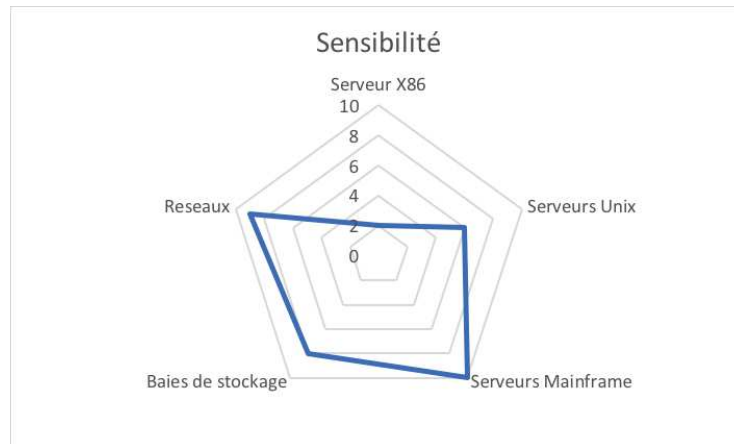 Sensibilité
Serveur X86
10
8
6
4
2
0
Reseaux
Serveurs Unix
Baies de stockage
Serveurs Mainframe